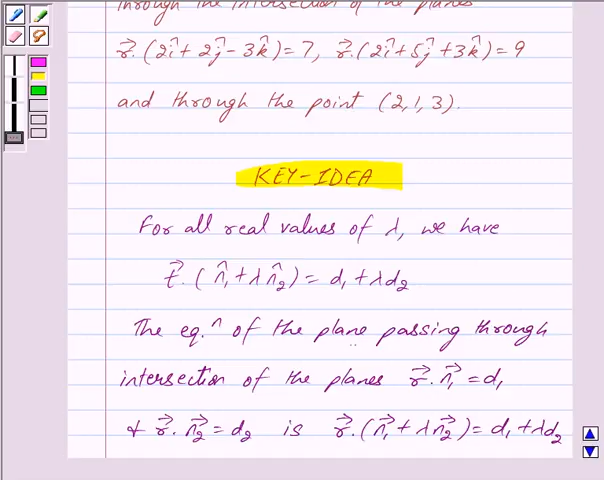 through the intersection of the planes
r⃗.(2î+2ĵ-3k̂)=7, r⃗.(2î+5ĵ+3k̂)=9
and through the point (2,1,3).
KEY-IDEA
For all real values of λ, we have
t⃗.(n̂₁+λn̂₂)=d₁+λd₂
The eq.ⁿ of the plane passing through
intersection of the planes r⃗.n⃗₁=d₁
& r⃗.n⃗₂=d₂ is r⃗.(n⃗₁+λn⃗₂)=d₁+λd₂